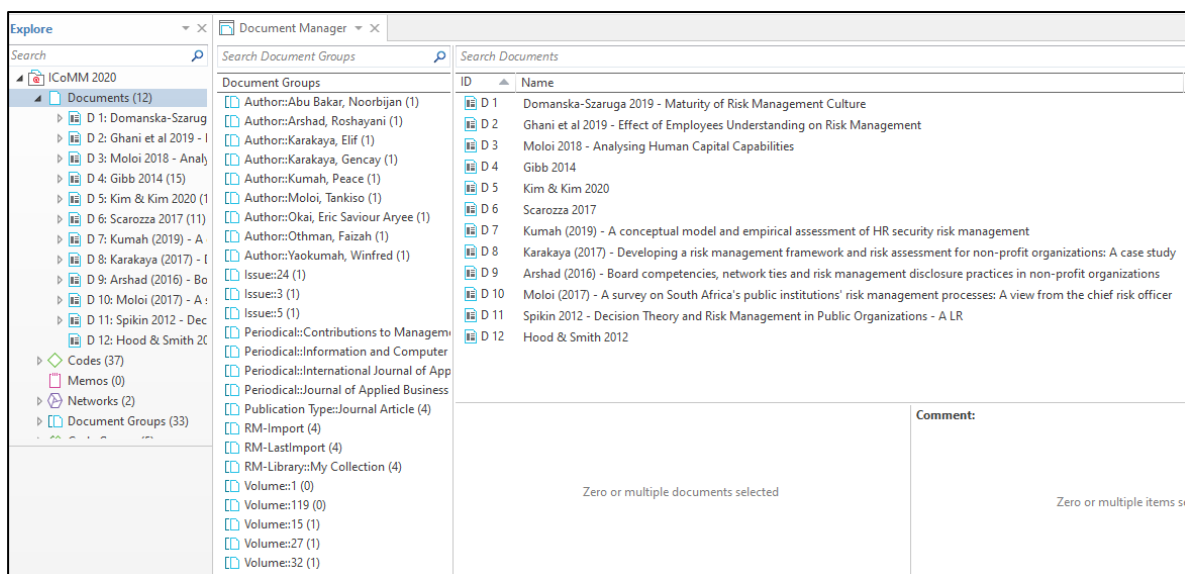 Explore
Search
ICoMM 2020
Documents (12)
D 1: Domanska-Szarug
D 2: Ghani et al 2019 - I
D 3: Moloi 2018 - Analy
D 4: Gibb 2014 (15)
D 5: Kim & Kim 2020 (1
D 6: Scarozza 2017 (11)
D 7: Kumah (2019) - A
D 8: Karakaya (2017) - D
D 9: Arshad (2016) - Bo
D 10: Moloi (2017) - A s
D 11: Spikin 2012 - Dec
D 12: Hood & Smith 20
Codes (37)
Memos (0)
Networks (2)
Document Groups (33)
Document Manager
Search Document Groups
Document Groups
Author::Abu Bakar, Noorbijan (1)
Author::Arshad, Roshayani (1)
Author::Karakaya, Elif (1)
Author::Karakaya, Gencay (1)
Author::Kumah, Peace (1)
Author::Moloi, Tankiso (1)
Author::Okai, Eric Saviour Aryee (1)
Author::Othman, Faizah (1)
Author::Yaokumah, Winfred (1)
Issue::24 (1)
Issue::3 (1)
Issue::5 (1)
Periodical::Contributions to Managem
Periodical::Information and Computer
Periodical::International Journal of App
Periodical::Journal of Applied Business
Publication Type::Journal Article (4)
RM-Import (4)
RM-LastImport (4)
RM-Library::My Collection (4)
Volume::1 (0)
Volume::119 (0)
Volume::15 (1)
Volume::27 (1)
Volume::32 (1)
Search Documents
ID Name
D 1 Domanska-Szaruga 2019 - Maturity of Risk Management Culture
D 2 Ghani et al 2019 - Effect of Employees Understanding on Risk Management
D 3 Moloi 2018 - Analysing Human Capital Capabilities
D 4 Gibb 2014
D 5 Kim & Kim 2020
D 6 Scarozza 2017
D 7 Kumah (2019) - A conceptual model and empirical assessment of HR security risk management
D 8 Karakaya (2017) - Developing a risk management framework and risk assessment for non-profit organizations: A case study
D 9 Arshad (2016) - Board competencies, network ties and risk management disclosure practices in non-profit organizations
D 10 Moloi (2017) - A survey on South Africa's public institutions' risk management processes: A view from the chief risk officer
D 11 Spikin 2012 - Decision Theory and Risk Management in Public Organizations - A LR
D 12 Hood & Smith 2012
Zero or multiple documents selected
Comment:
Zero or multiple items s